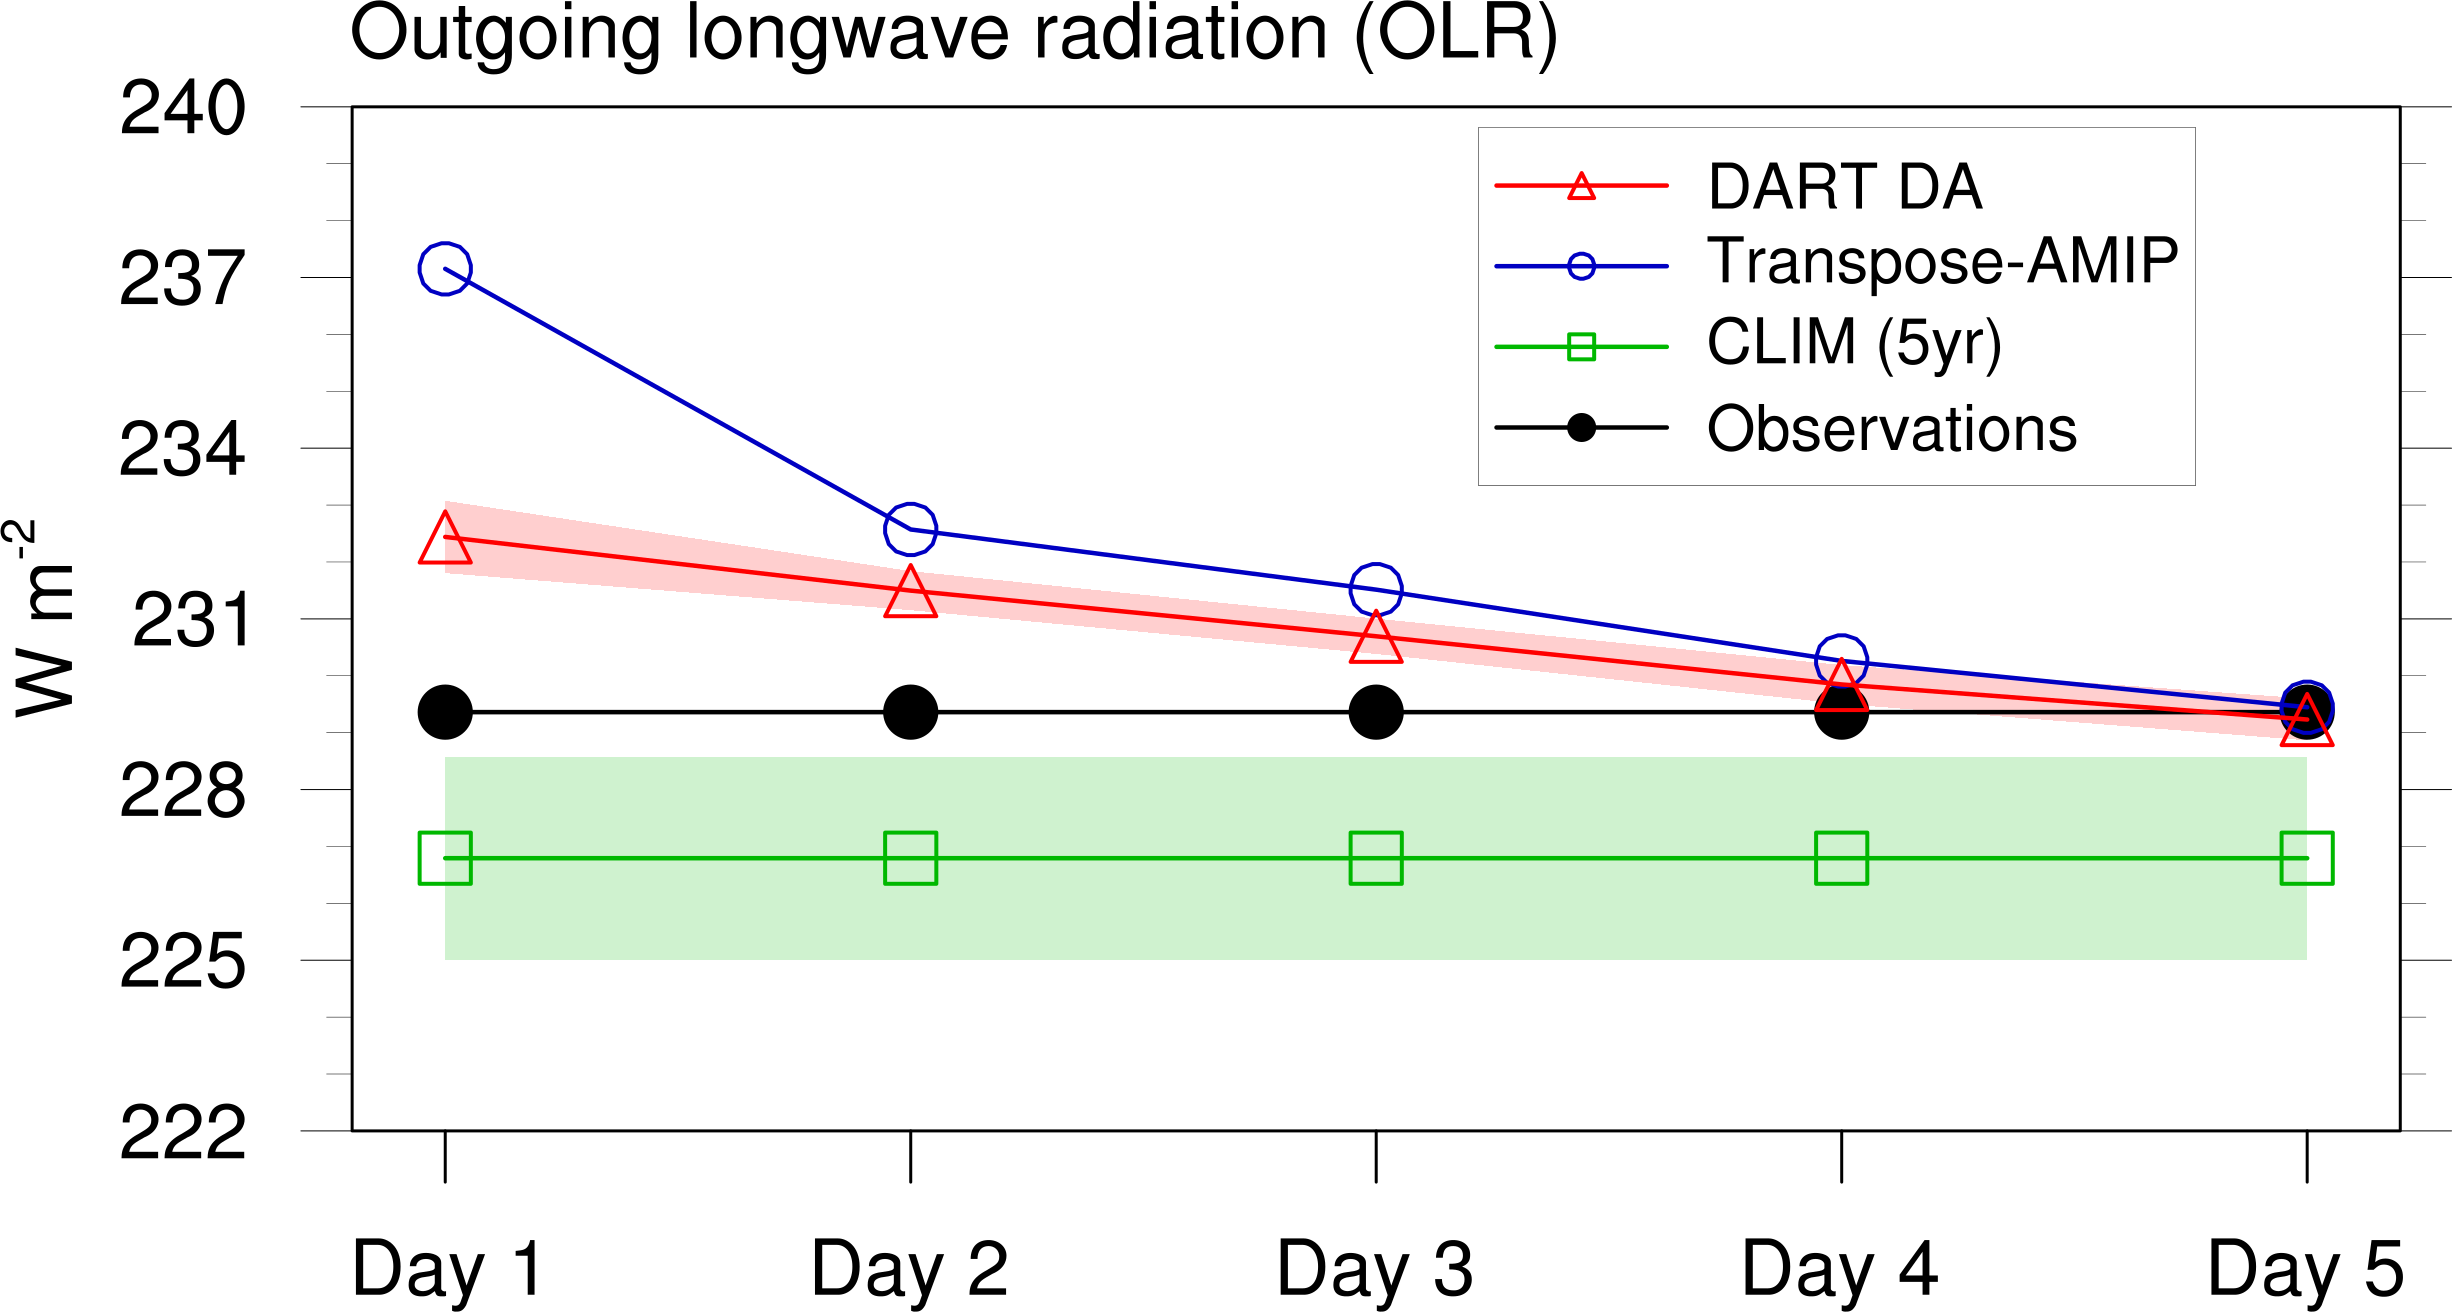 Outgoing longwave radiation (OLR)
240
237
234
231
228
225
222
W m-2
DART DA
Transpose-AMIP
CLIM (5yr)
Observations
Day 1 Day 2 Day 3 Day 4 Day 5